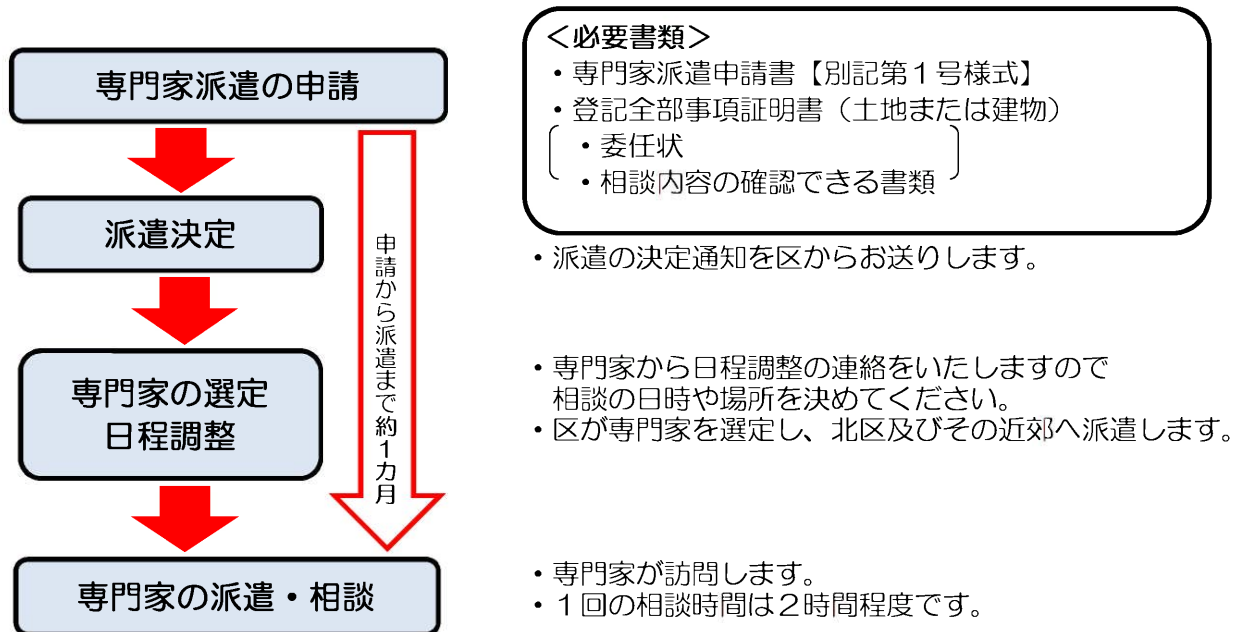 専門家派遣の申請
＜必要書類＞
・専門家派遣申請書【別記第１号様式】
・登記全部事項証明書（土地または建物）
・委任状
・相談内容の確認できる書類
申請から派遣まで約１カ月
派遣決定
・派遣の決定通知を区からお送りします。
専門家の選定
日程調整
・専門家から日程調整の連絡をいたしますので
相談の日時や場所を決めてください。
・区が専門家を選定し、北区及びその近郊へ派遣します。
専門家の派遣・相談
・専門家が訪問します。
・１回の相談時間は２時間程度です。